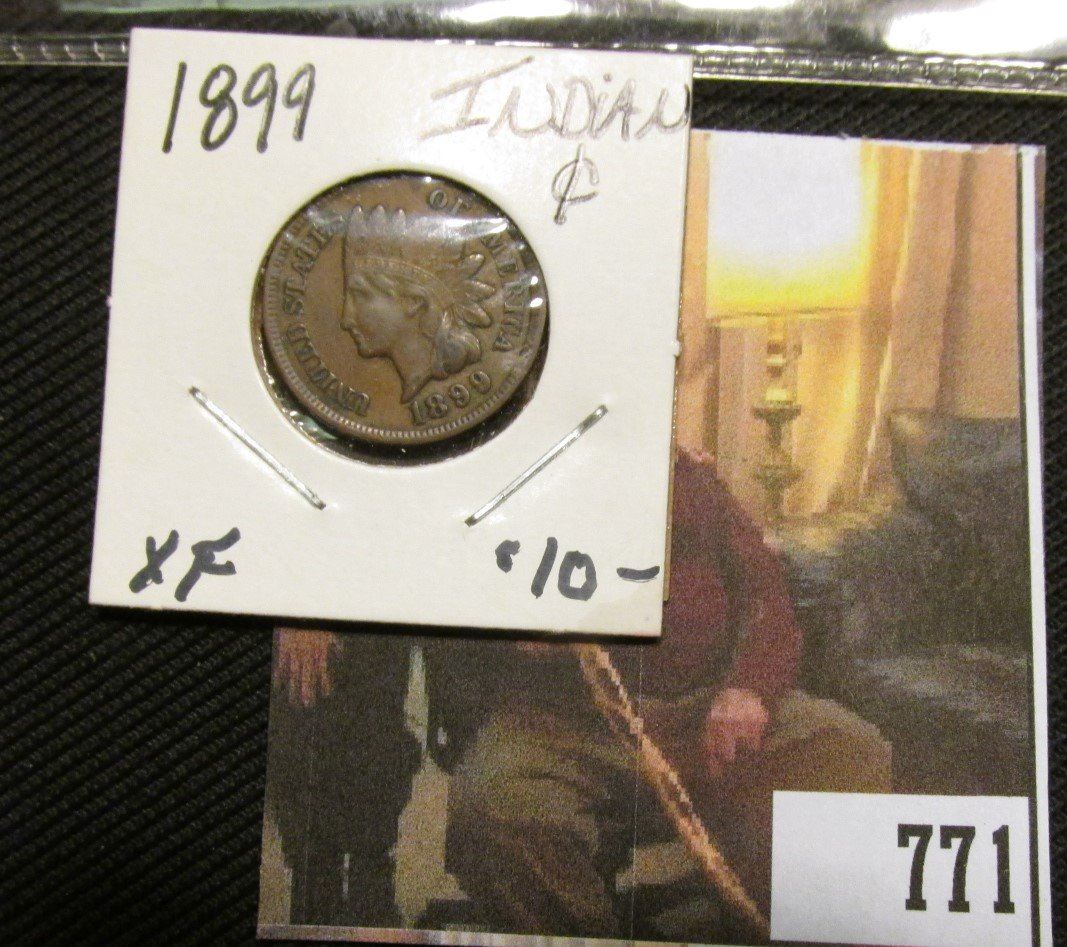 1899 INDIAN
¢
UNITED STATES OF AMERICA
1899
XF $10-
771